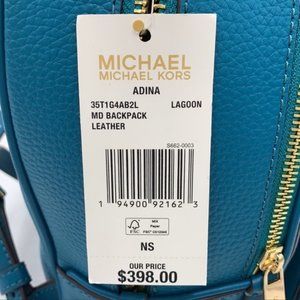 MICHAEL
MICHAEL KORS
ADINA
35T1G4AB2L LAGOON
MD BACKPACK
LEATHER
S662-0003
1 94900 92162 3
FSC
MIX
Paper
NS
OUR PRICE
$398.00